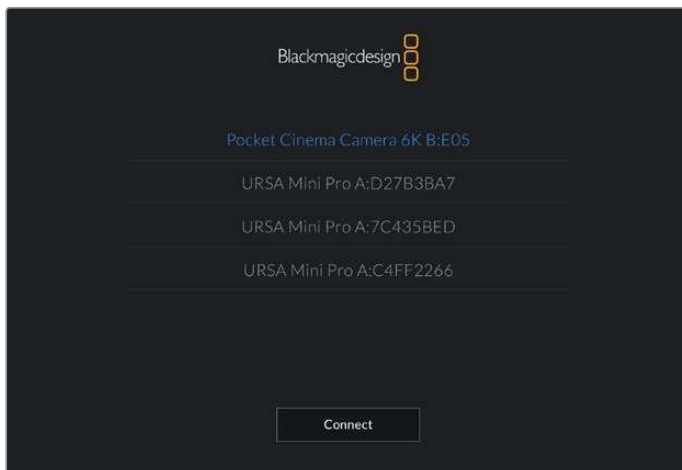 Blackmagicdesign
Pocket Cinema Camera 6K B:E05
URSA Mini Pro A:D27B3BA7
URSA Mini Pro A:7C435BED
URSA Mini Pro A:C4FF2266
Connect